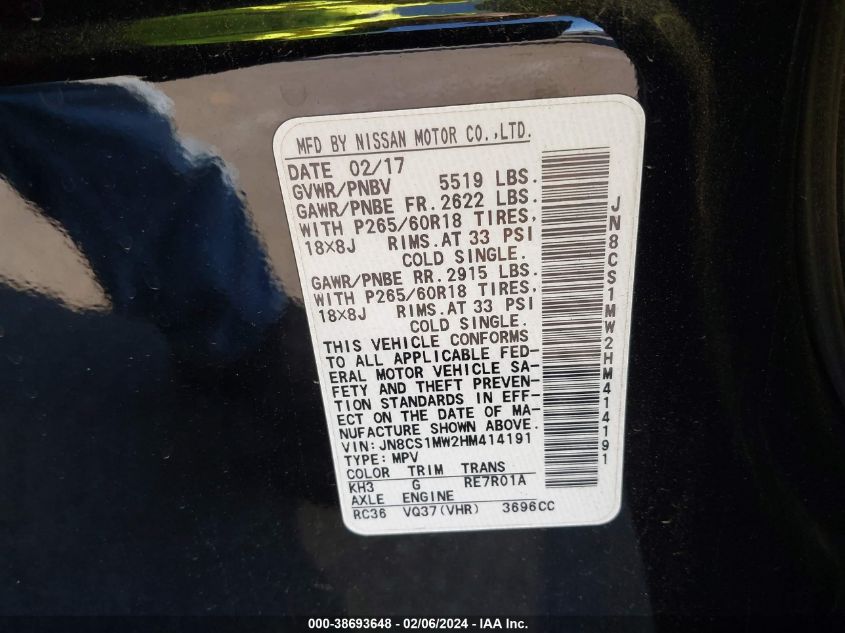 MFD BY NISSAN MOTOR CO.,LTD.
DATE 02/17
GVWR/PNBV 5519 LBS.
GAWR/PNBE FR. 2622 LBS.
WITH P265/60R18 TIRES,
18×8J RIMS.AT 33 PSI
COLD SINGLE.
GAWR/PNBE RR. 2915 LBS.
WITH P265/60R18 TIRES,
18×8J RIMS.AT 33 PSI
COLD SINGLE.
THIS VEHICLE CONFORMS
TO ALL APPLICABLE FED-
ERAL MOTOR VEHICLE SA-
FETY AND THEFT PREVEN-
TION STANDARDS IN EFF-
ECT ON THE DATE OF MA-
NUFACTURE SHOWN ABOVE.
VIN:JN8CS1MW2HM414191
TYPE:MPV
COLOR TRIM TRANS
KH3 G RE7R01A
AXLE ENGINE
RC36 VQ37(VHR) 3696CC
JN8CS1MW2HM414191
000-38693648 - 02/06/2024 - IAA Inc.